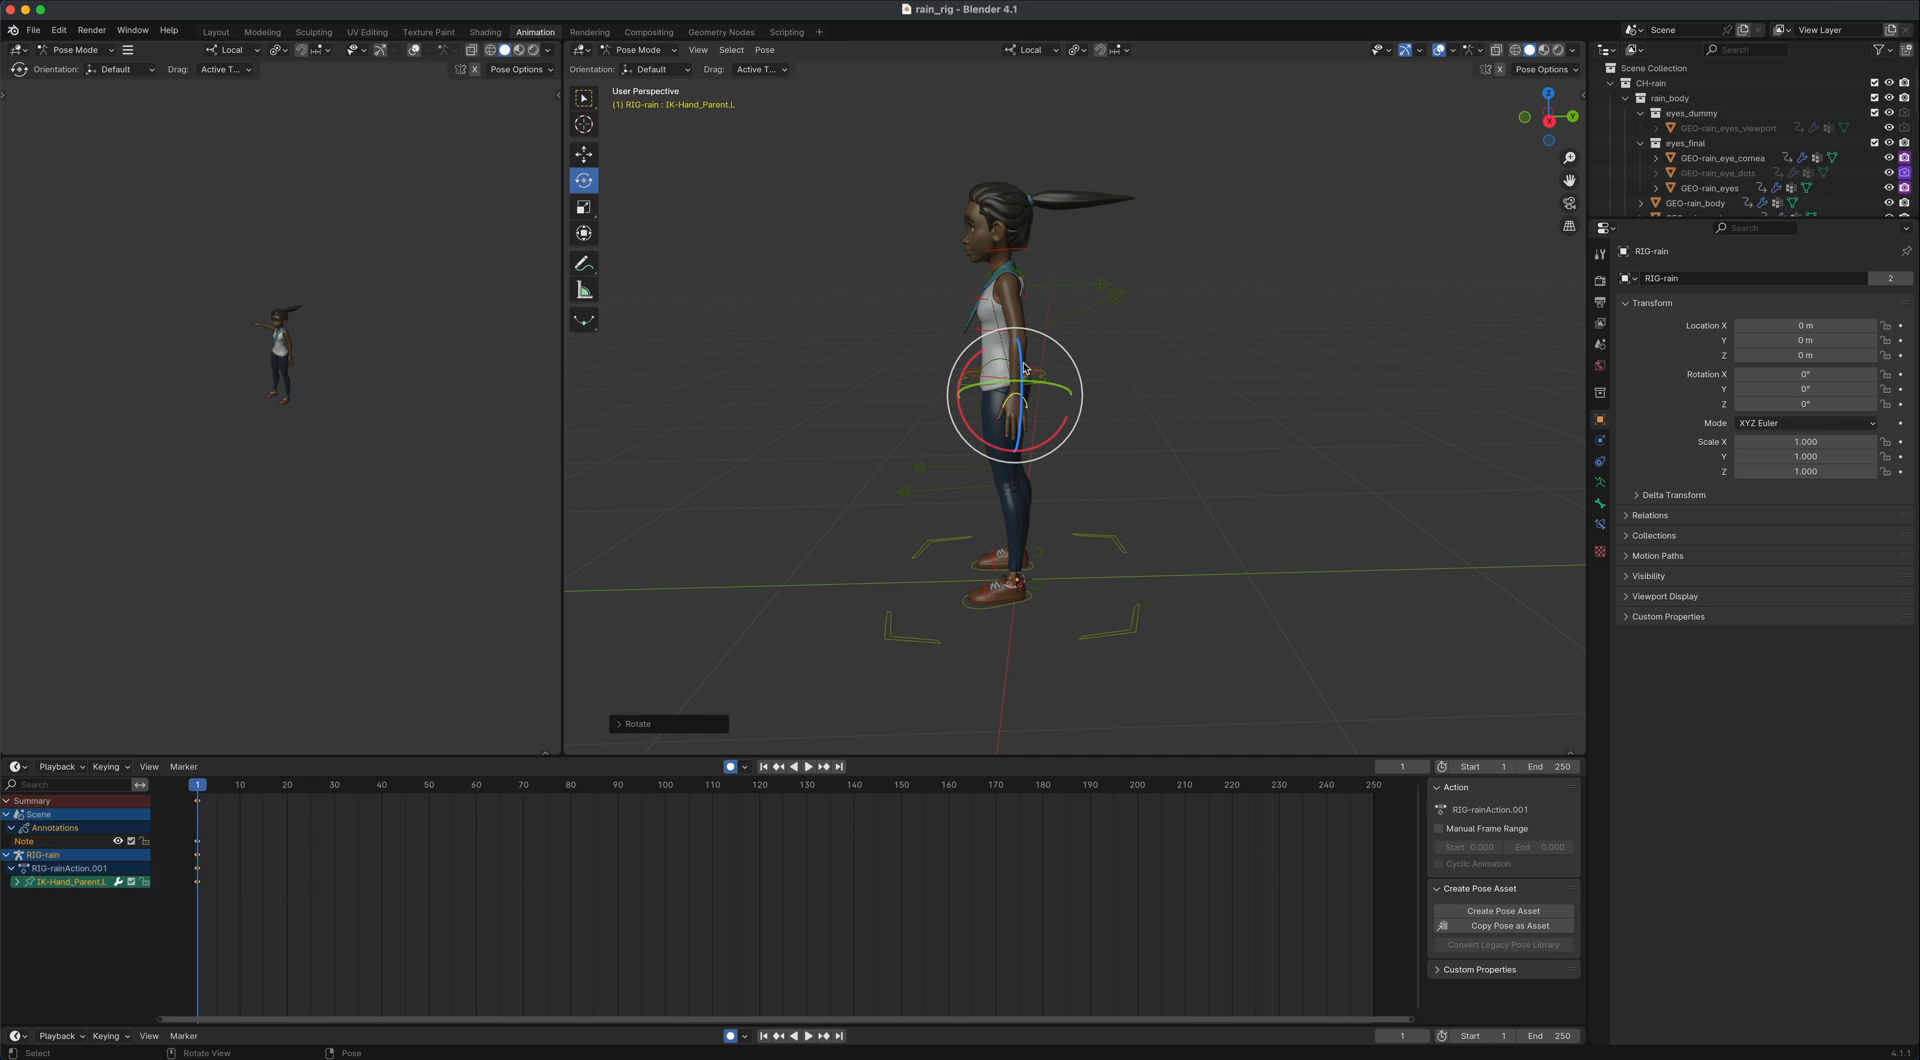 rain_rig - Blender 4.1
File Edit Render Window Help
Layout Modeling Sculpting UV Editing Texture Paint Shading Animation Rendering Compositing Geometry Nodes Scripting +
Scene View Layer
Pose Mode Local
Pose Mode View Select Pose Local
Search
Orientation: Default Drag: Active T... X Pose Options
Orientation: Default Drag: Active T... X Pose Options
User Perspective
(1) RIG-rain : IK-Hand_Parent.L
Z
Y
X
Scene Collection
CH-rain
rain_body
eyes_dummy
GEO-rain_eyes_viewport
eyes_final
GEO-rain_eye_cornea
GEO-rain_eye_dots
GEO-rain_eyes
GEO-rain_body
Search
RIG-rain
RIG-rain 2
Transform
Location X 0 m
Y 0 m
Z 0 m
Rotation X 0°
Y 0°
Z 0°
Mode XYZ Euler
Scale X 1.000
Y 1.000
Z 1.000
Delta Transform
Relations
Collections
Motion Paths
Visibility
Viewport Display
Custom Properties
Rotate
Playback Keying View Marker 1 Start 1 End 250
Search 1 10 20 30 40 50 60 70 80 90 100 110 120 130 140 150 160 170 180 190 200 210 220 230 240 250
Summary
Scene
Annotations
Note
RIG-rain
RIG-rainAction.001
IK-Hand_Parent.L
Action
RIG-rainAction.001
Manual Frame Range
Start 0.000 End 0.000
Cyclic Animation
Create Pose Asset
Create Pose Asset
Copy Pose as Asset
Convert Legacy Pose Library
Custom Properties
Playback Keying View Marker 1 Start 1 End 250
Select Rotate View Pose 4.1.1